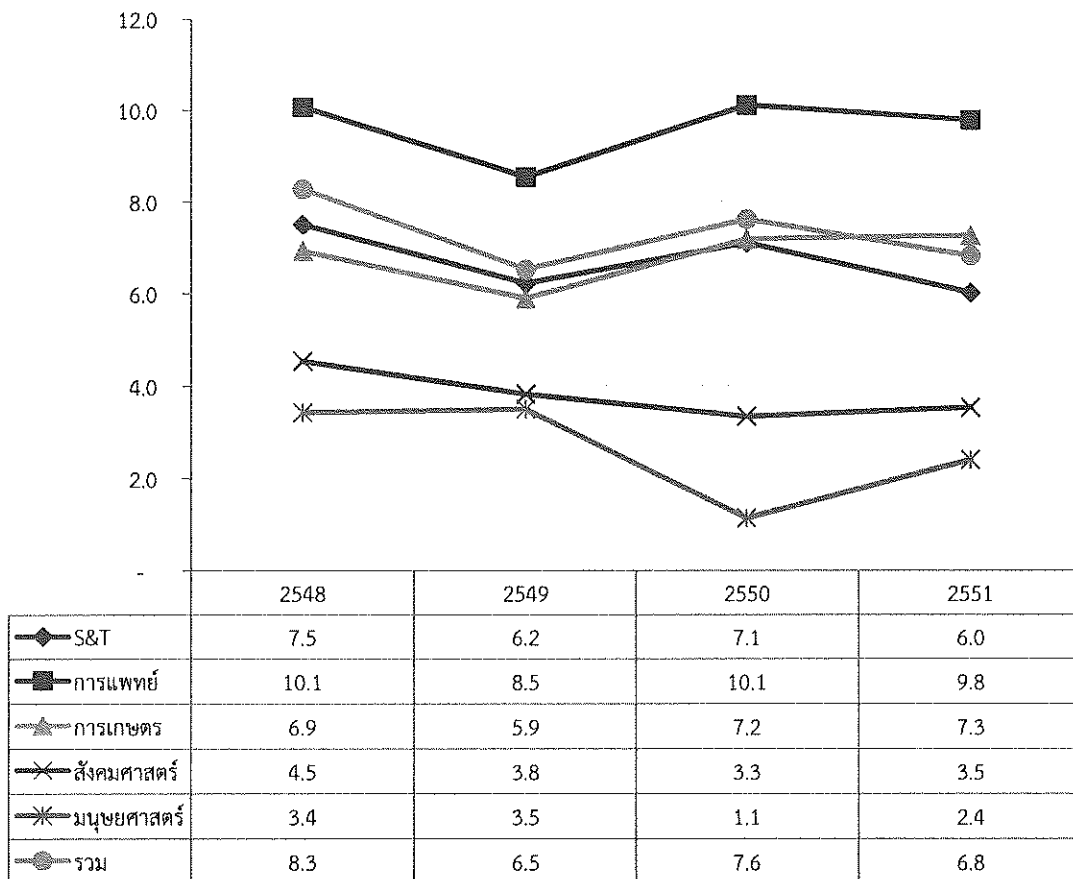 12.0
10.0
8.0
6.0
4.0
2.0
-
2548 2549 2550 2551
S&T 7.5 6.2 7.1 6.0
การแพทย์ 10.1 8.5 10.1 9.8
การเกษตร 6.9 5.9 7.2 7.3
สังคมศาสตร์ 4.5 3.8 3.3 3.5
มนุษยศาสตร์ 3.4 3.5 1.1 2.4
รวม 8.3 6.5 7.6 6.8